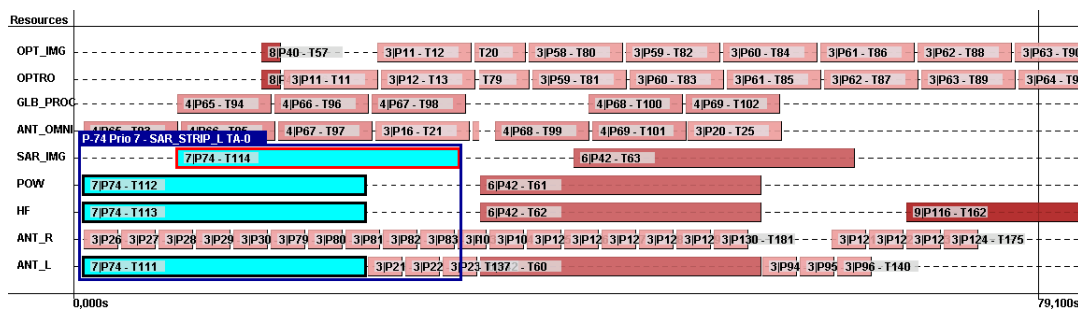 Resources
OPT_IMG 8|P40 - T57 3|P11 - T12 T20 3|P58 - T80 3|P59 - T82 3|P60 - T84 3|P61 - T86 3|P62 - T88 3|P63 - T90
OPTRO 8| 3|P11 - T11 3|P12 - T13 T79 3|P59 - T81 3|P60 - T83 3|P61 - T85 3|P62 - T87 3|P63 - T89 3|P64 - T9
GLB_PROC 4|P65 - T94 4|P66 - T96 4|P67 - T98 4|P68 - T100 4|P69 - T102
ANT_OMNI 4|P65 - T93 4|P66 - T95 4|P67 - T97 3|P16 - T21 4|P68 - T99 4|P69 - T101 3|P20 - T25
P-74 Prio 7 - SAR_STRIP_L TA-0
SAR_IMG 7|P74 - T114 6|P42 - T63
POW 7|P74 - T112 6|P42 - T61
HF 7|P74 - T113 6|P42 - T62 9|P116 - T162
ANT_R 3|P26 3|P27 3|P28 3|P29 3|P30 3|P79 3|P80 3|P81 3|P82 3|P83 3|P10 3|P10 3|P12 3|P12 3|P12 3|P12 3|P12 3|P130 - T181 3|P12 3|P12 3|P12 3|P124 - T175
ANT_L 7|P74 - T111 3|P21 3|P22 3|P23 - T137 2 - T60 3|P94 3|P95 3|P96 - T140
0,000s 79,100s